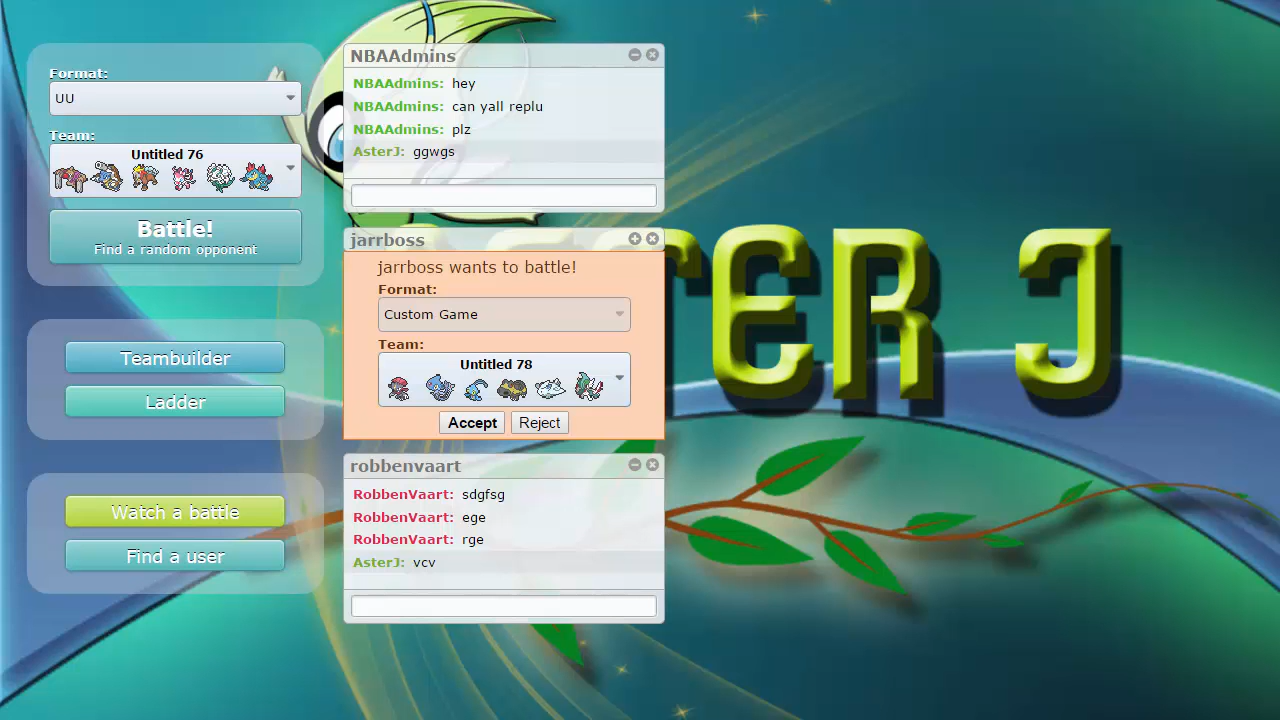 Format:
UU
Team:
Untitled 76
Battle!
Find a random opponent
Teambuilder
Ladder
Watch a battle
Find a user
NBAAdmins
NBAAdmins: hey
NBAAdmins: can yall replu
NBAAdmins: plz
AsterJ: ggwgs
jarrboss
jarrboss wants to battle!
Format:
Custom Game
Team:
Untitled 78
Accept Reject
robbenvaart
RobbenVaart: sdgfsg
RobbenVaart: ege
RobbenVaart: rge
AsterJ: vcv
TER J